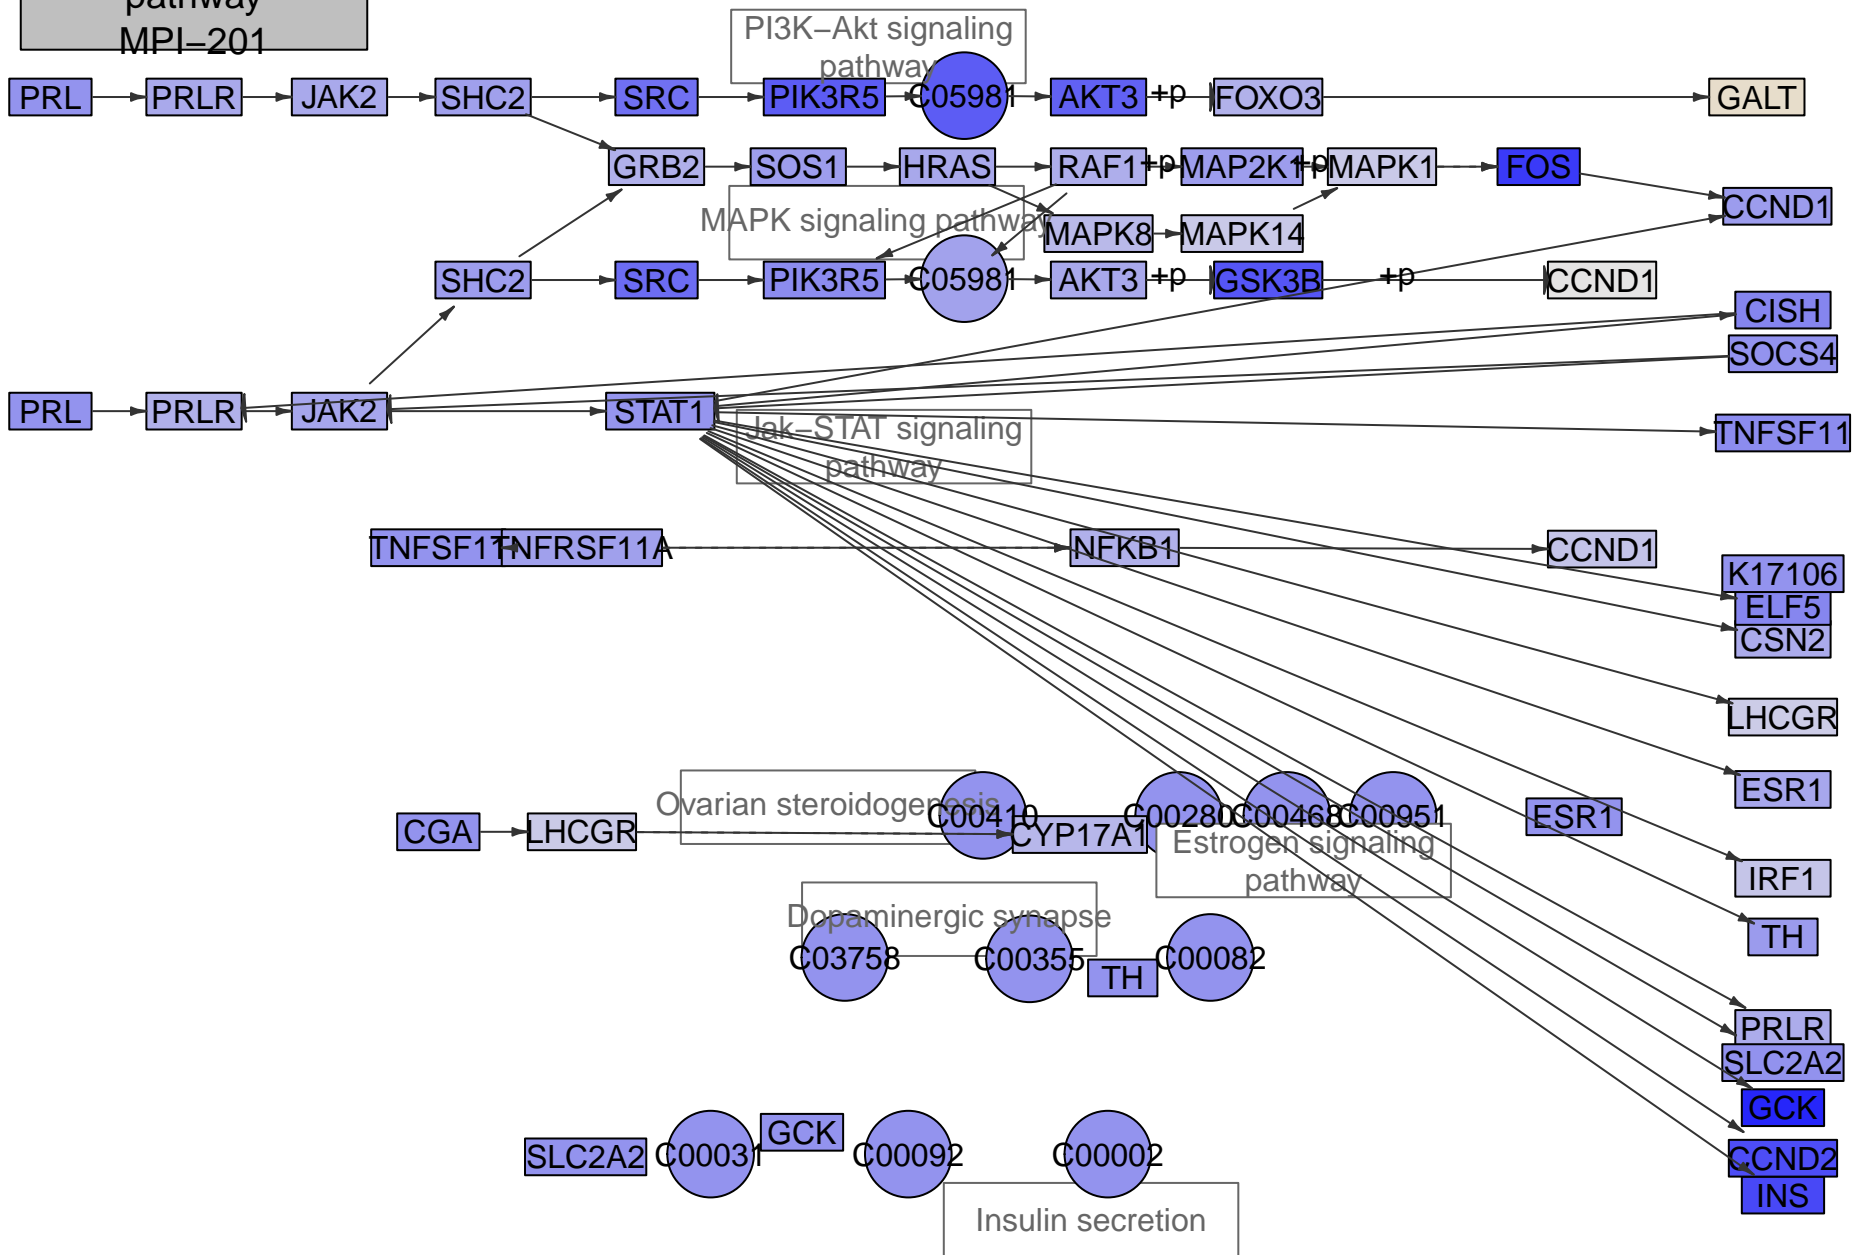 pathway
MPI−201
PI3K−Akt signaling
pathway
PRL
PRLR
JAK2
SHC2
SRC
PIK3R5
C05981
AKT3
+p
FOXO3
GALT
GRB2
SOS1
HRAS
RAF1
+p
MAP2K1
+p
MAPK1
FOS
CCND1
MAPK signaling pathway
MAPK8
MAPK14
SHC2
SRC
PIK3R5
C05981
AKT3
+p
GSK3B
+p
CCND1
CISH
SOCS4
PRL
PRLR
JAK2
STAT1
Jak−STAT signaling
pathway
TNFSF11
TNFSF11
TNFRSF11A
NFKB1
CCND1
K17106
ELF5
CSN2
LHCGR
ESR1
Ovarian steroidogenesis
C00410
C00280
C00468
C00951
ESR1
CGA
LHCGR
CYP17A1
Estrogen signaling
pathway
IRF1
Dopaminergic synapse
TH
C03758
C00355
TH
C00082
PRLR
SLC2A2
GCK
GCK
SLC2A2
C00031
C00092
C00002
CCND2
INS
Insulin secretion